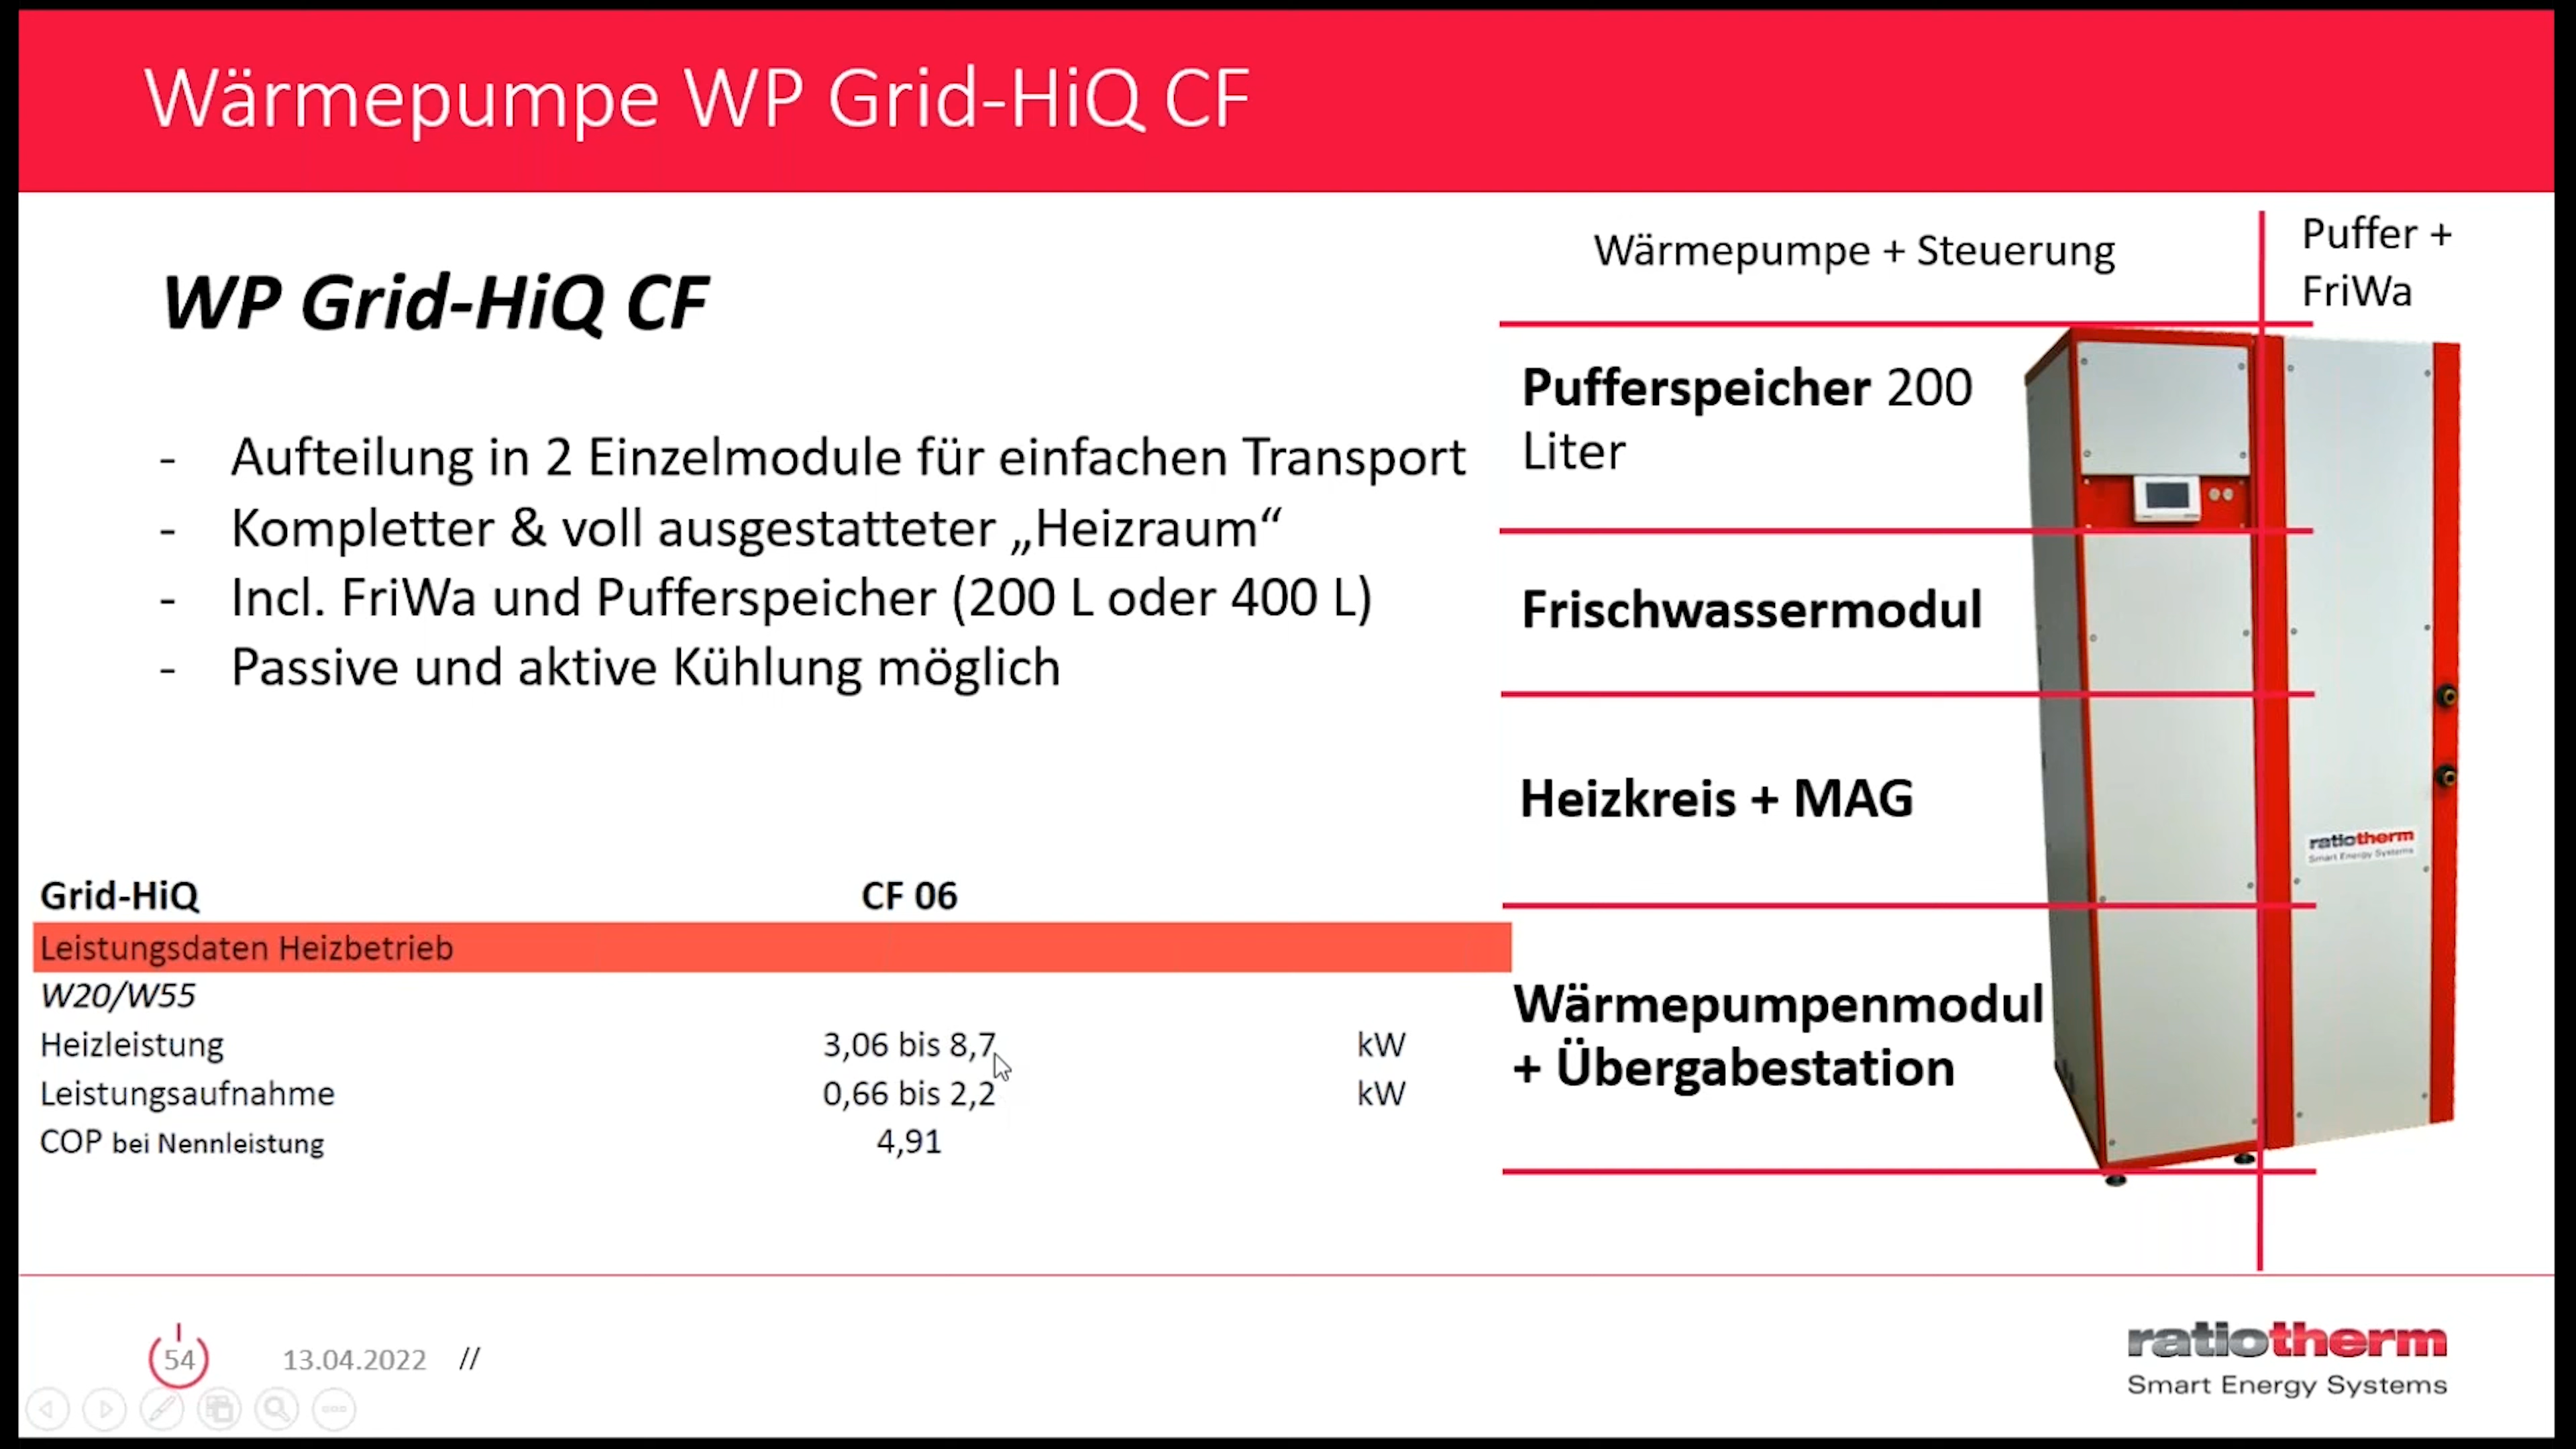 Wärmepumpe WP Grid-HiQ CF
WP Grid-HiQ CF
- Aufteilung in 2 Einzelmodule für einfachen Transport
- Kompletter & voll ausgestatteter „Heizraum“
- Incl. FriWa und Pufferspeicher (200 L oder 400 L)
- Passive und aktive Kühlung möglich
Grid-HiQ CF 06
Leistungsdaten Heizbetrieb
W20/W55
Heizleistung 3,06 bis 8,7 kW
Leistungsaufnahme 0,66 bis 2,2 kW
COP bei Nennleistung 4,91
Wärmepumpe + Steuerung
Puffer +
FriWa
Pufferspeicher 200
Liter
Frischwassermodul
Heizkreis + MAG
Wärmepumpenmodul
+ Übergabestation
ratiotherm
Smart Energy Systems
54 13.04.2022 //
ratiotherm
Smart Energy Systems